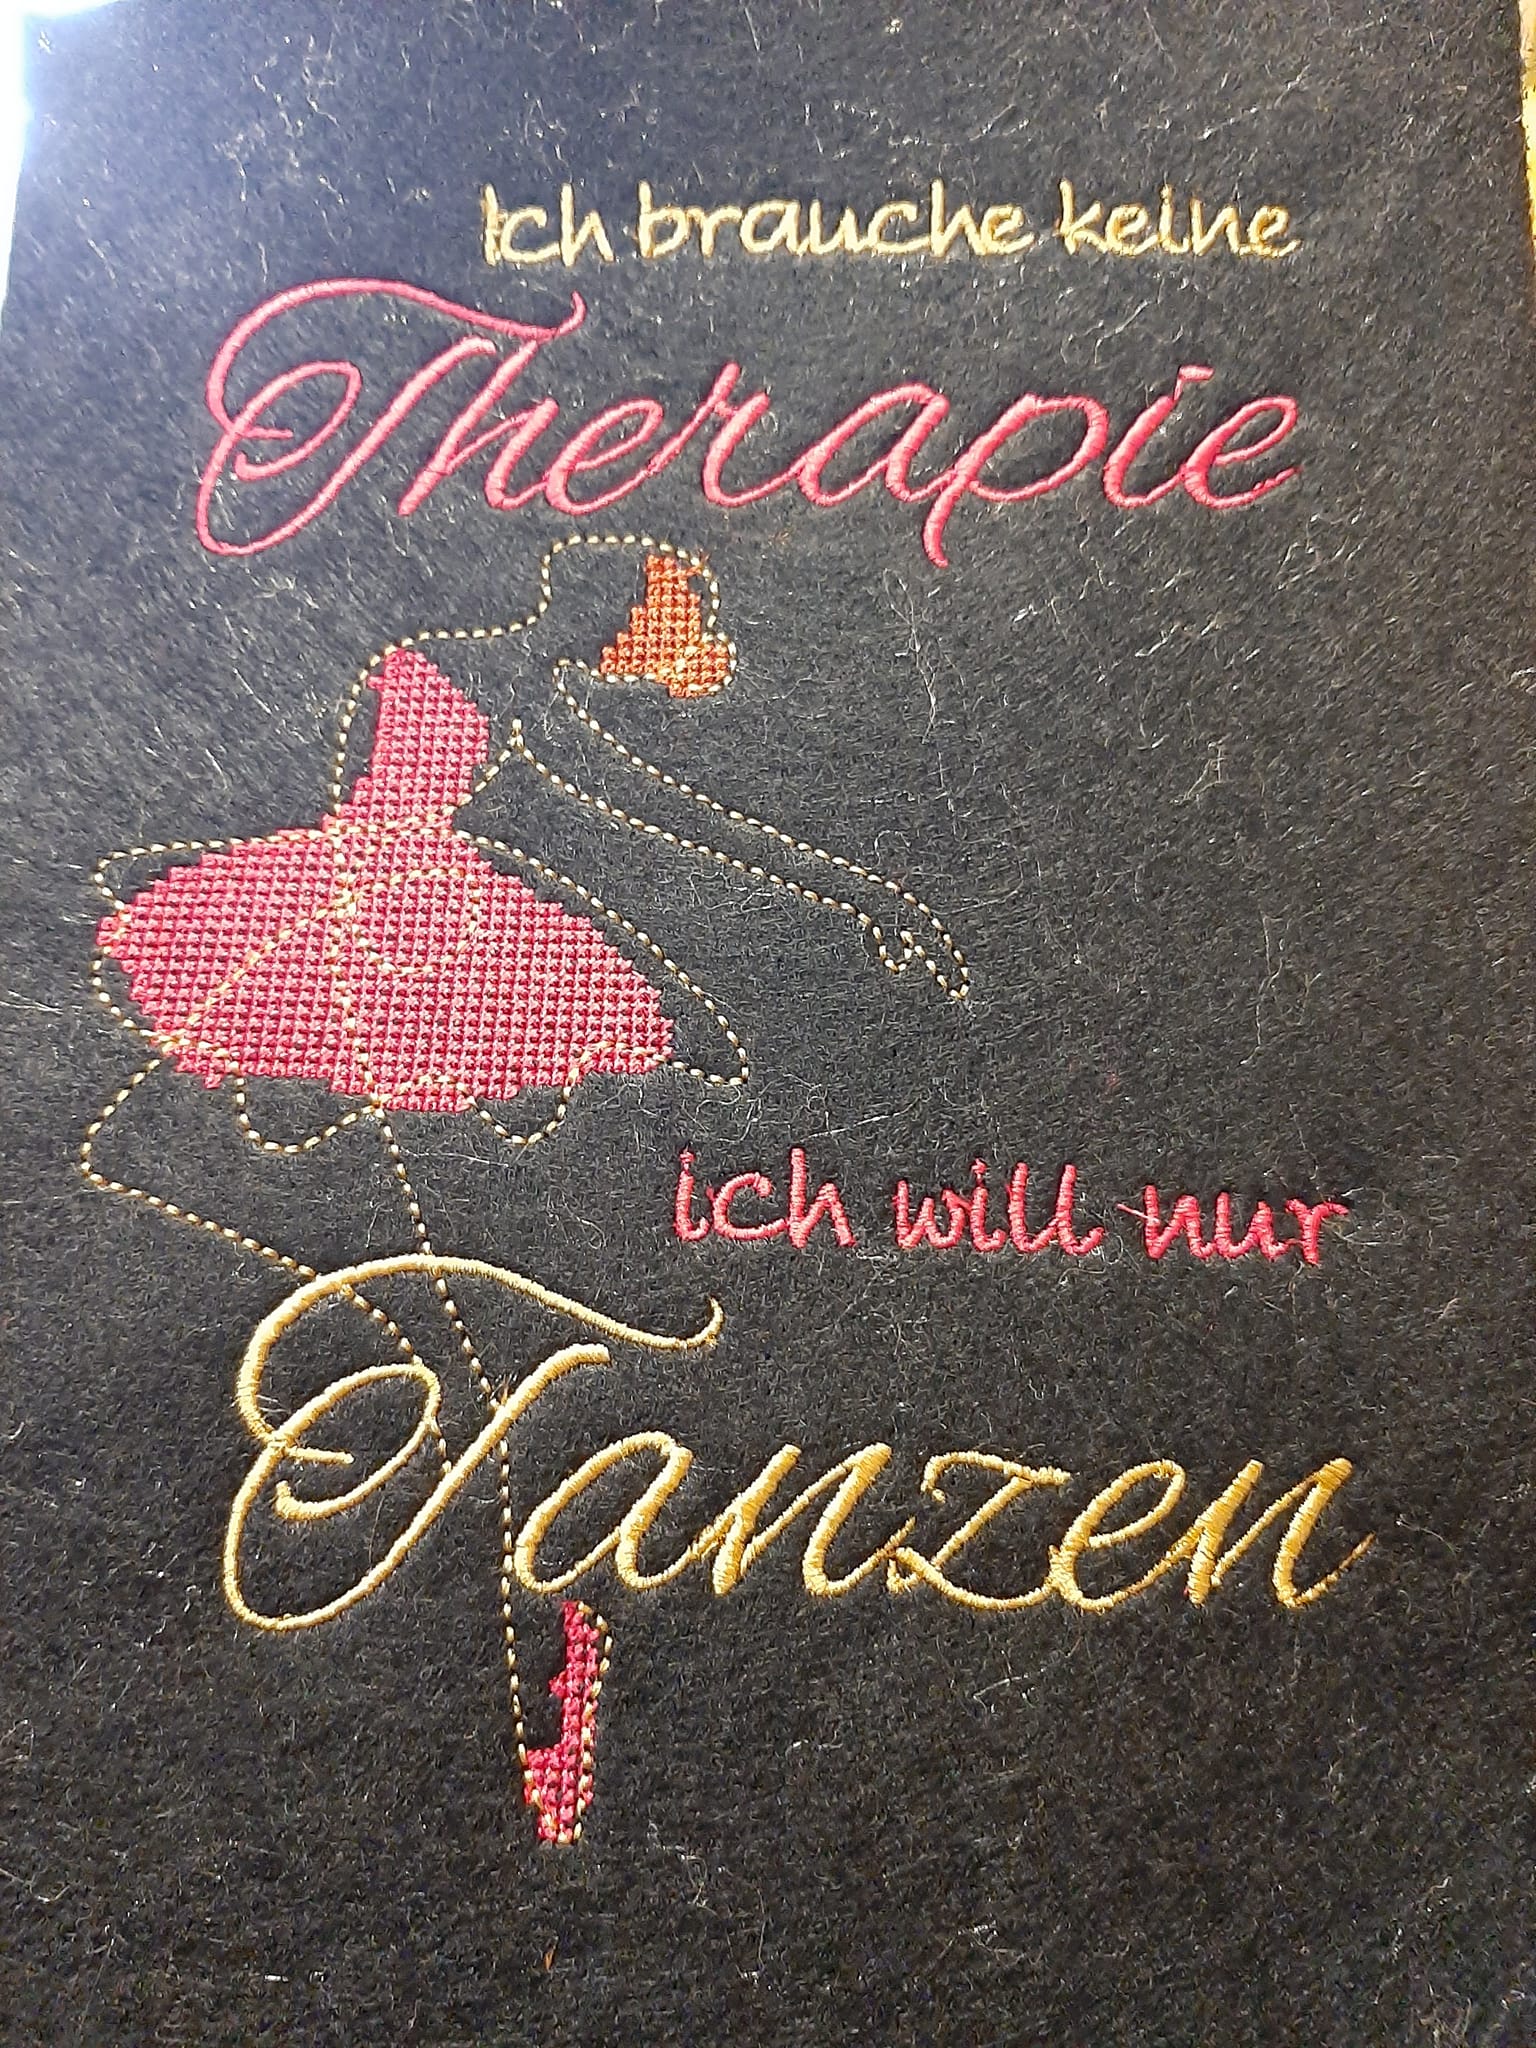 Ich brauche keine
Therapie
ich will nur
Tanzen